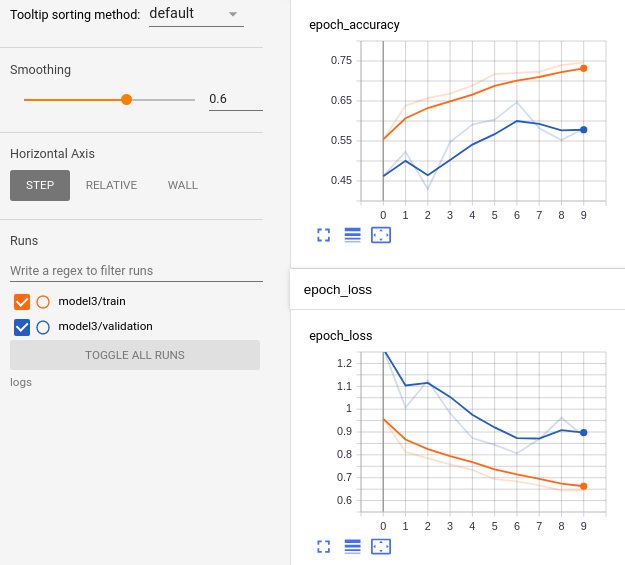 Tooltip sorting method: default
Smoothing
0.6
Horizontal Axis
STEP RELATIVE WALL
Runs
Write a regex to filter runs
model3/train
model3/validation
TOGGLE ALL RUNS
logs
epoch_accuracy
0.75
0.65
0.55
0.45
0 1 2 3 4 5 6 7 8 9
epoch_loss
epoch_loss
1.2
1.1
1
0.9
0.8
0.7
0.6
0 1 2 3 4 5 6 7 8 9